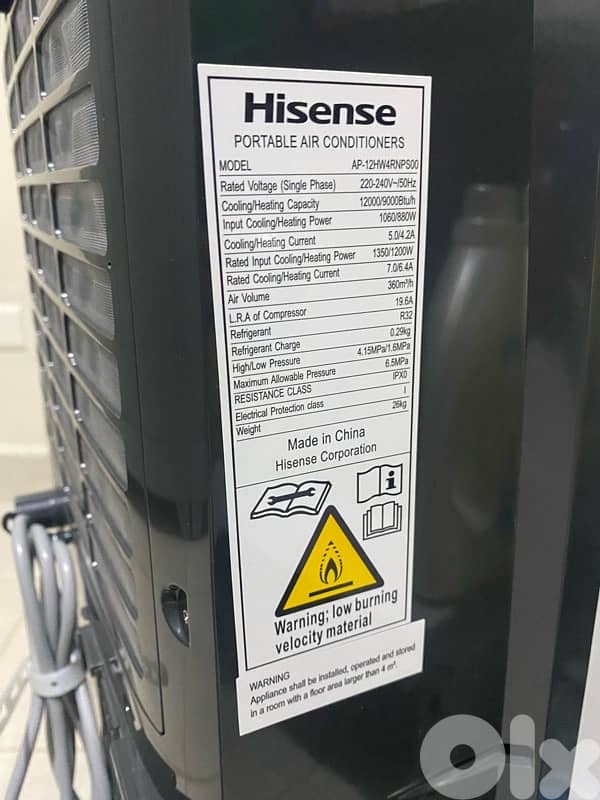 Hisense
PORTABLE AIR CONDITIONERS
MODEL AP-12HW4RNPS00
Rated Voltage (Single Phase) 220-240V~/50Hz
Cooling/Heating Capacity 12000/9000Btu/h
Input Cooling/Heating Power 1060/880W
Cooling/Heating Current 5.0/4.2A
Rated Input Cooling/Heating Power 1350/1200W
Rated Cooling/Heating Current 7.0/6.4A
Air Volume 360m³/h
L.R.A of Compressor 19.6A
Refrigerant R32
Refrigerant Charge 0.29kg
High/Low Pressure 4.15MPa/1.6MPa
Maximum Allowable Pressure 6.5MPa
RESISTANCE CLASS IPX0
Electrical Protection class I
Weight 26kg
Made in China
Hisense Corporation
Warning; low burning
velocity material
WARNING
Appliance shall be installed, operated and stored
in a room with a floor area larger than 4 m².
olx